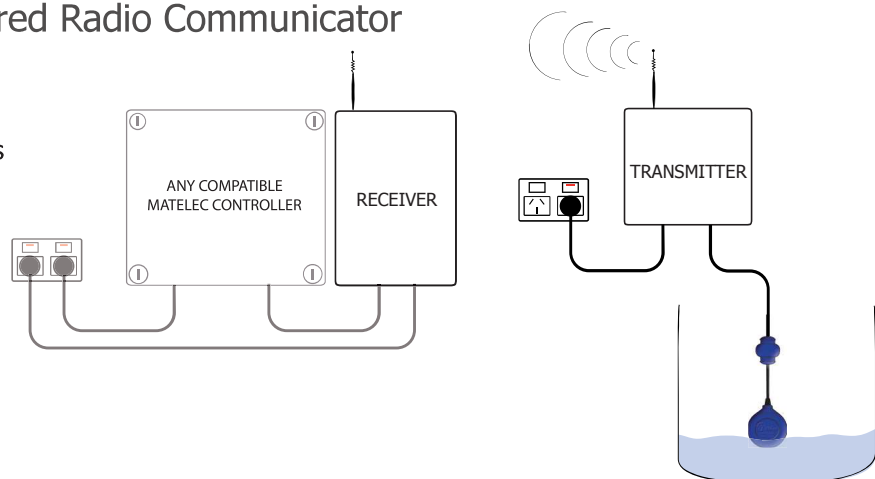 red Radio Communicator
s
ANY COMPATIBLE
MATELEC CONTROLLER
RECEIVER
TRANSMITTER